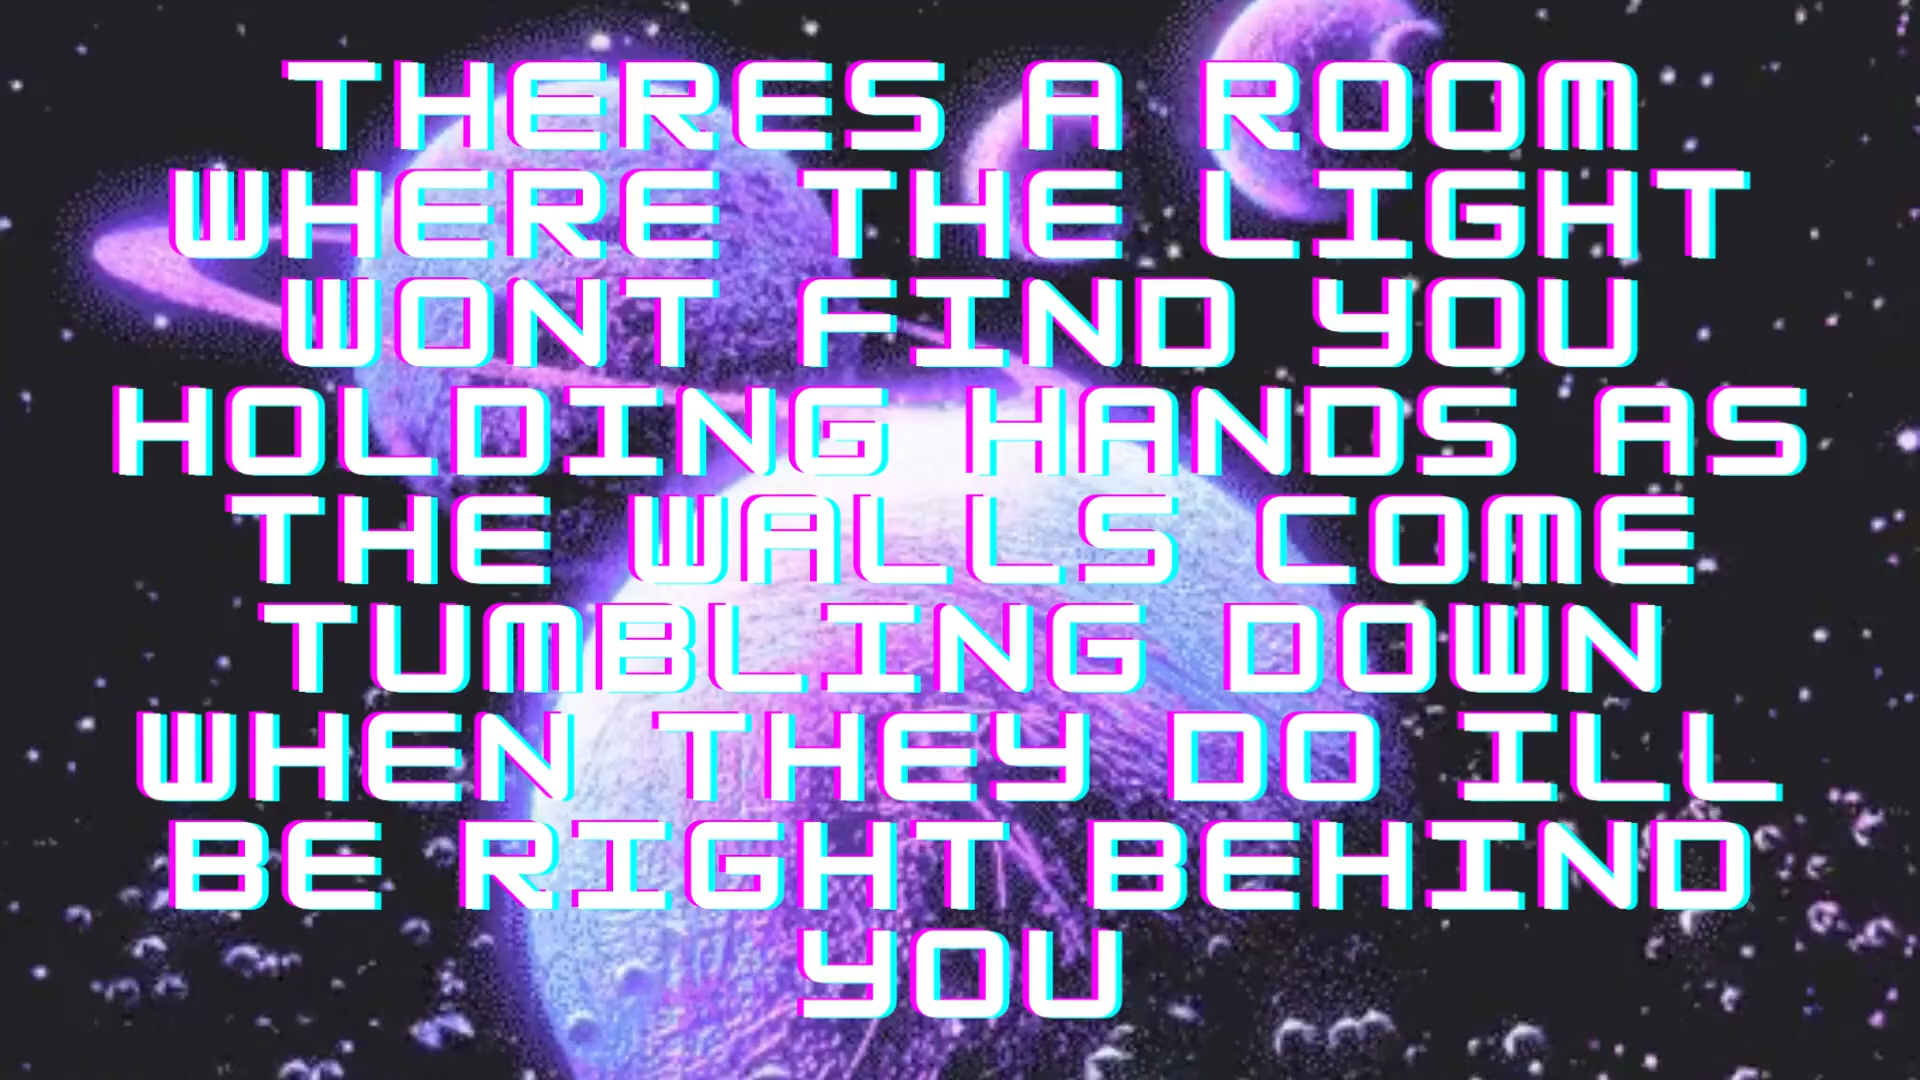 THERES A ROOM
WHERE THE LIGHT
WONT FIND YOU
HOLDING HANDS AS
THE WALLS COME
TUMBLING DOWN
WHEN THEY DO ILL
BE RIGHT BEHIND
YOU